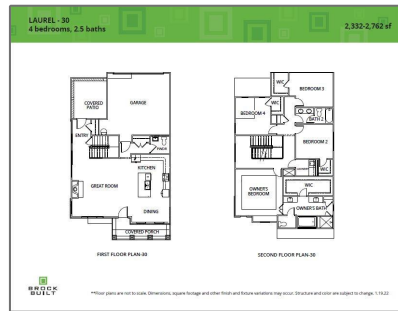 LAUREL - 30
4 bedrooms, 2.5 baths
2,332-2,762 sf
COVERED
PATIO
GARAGE
ENTRY
PWDR
KITCHEN
GREAT ROOM
DINING
COVERED PORCH
FIRST FLOOR PLAN-30
WIC
BEDROOM 3
WIC
BEDROOM 4
BATH 2
BEDROOM 2
WIC
OWNER'S
BEDROOM
WIC
OWNER'S BATH
SECOND FLOOR PLAN-30
BROCK
BUILT
**Floor plans are not to scale. Dimensions, square footage and other finish and fixture variations may occur. Structure and color are subject to change. 1.19.22